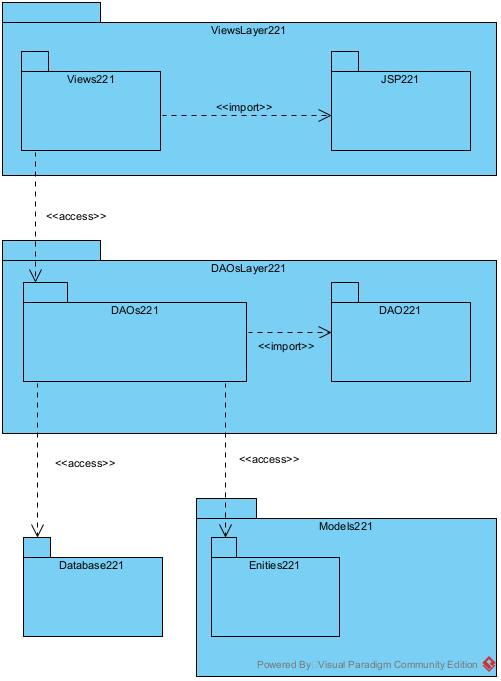 ViewsLayer221
Views221
JSP221
<<import>>
<<access>>
DAOsLayer221
DAOs221
DAO221
<<import>>
<<access>>
<<access>>
Models221
Database221
Enities221
Powered By: Visual Paradigm Community Edition